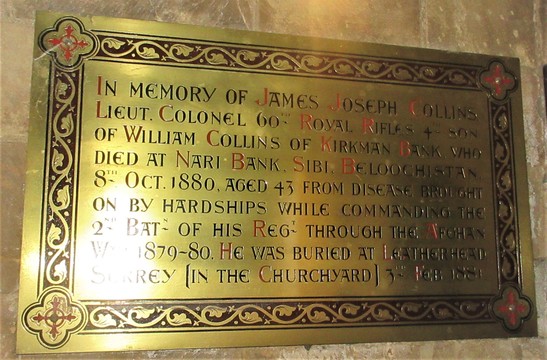 In memory of James Joseph Collins
Lieut. Colonel 60th Royal Rifles 4th son
of William Collins of Kirkman Bank, who
died at Nari Bank, Sibi, Beloochistan
8th Oct. 1880, aged 43 from disease brought
on by hardships while commanding the
2nd Batn of his Regt through the Afghan
War 1879-80. He was buried at Leatherhead
Surrey [in the Churchyard] 3rd Feb. 1881